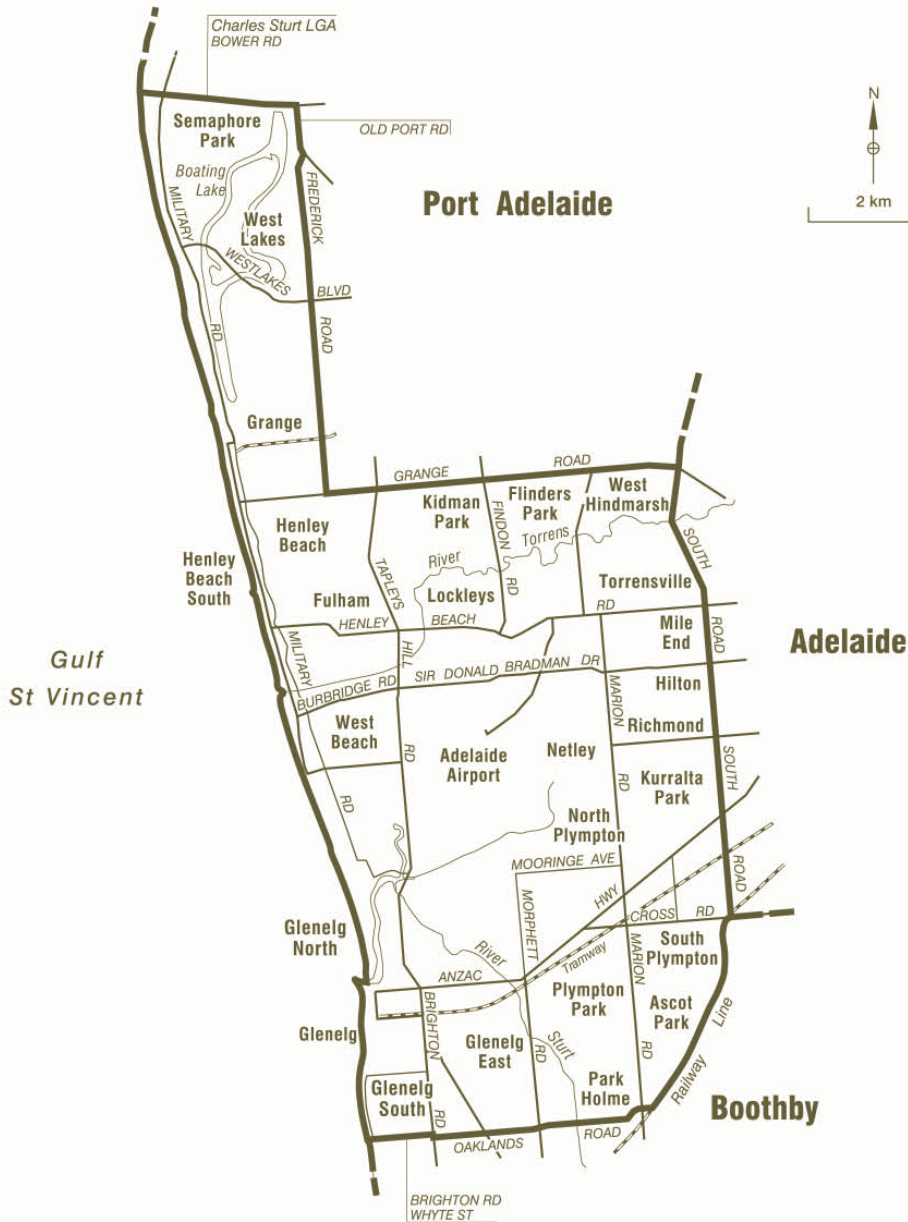 Charles Sturt LGA
BOWER RD
N
Semaphore
Park
OLD PORT RD
Boating
Lake
MILITARY
FREDERICK
Port Adelaide
2 km
West
Lakes
WESTLAKES
BLVD
RD
ROAD
Grange
GRANGE
ROAD
Kidman
Park
Flinders
Park
West
Hindmarsh
FINDON
Henley
Beach
Torrens
SOUTH
River
Henley
Beach
South
TAPLEYS
RD
Torrensville
Fulham
Lockleys
HENLEY
BEACH
RD
Mile
End
ROAD
Adelaide
Gulf
St Vincent
MILITARY
HILL
SIR DONALD BRADMAN DR
BURBRIDGE RD
MARION
Hilton
Richmond
West
Beach
RD
Adelaide
Airport
Netley
SOUTH
RD
Kurralta
Park
RD
North
Plympton
MOORINGE AVE
ROAD
HWY
MORPHETT
CROSS
RD
Glenelg
North
River
South
Plympton
Tramway
MARION
ANZAC
Plympton
Park
Ascot
Park
Line
Glenelg
BRIGHTON
Glenelg
East
RD
Sturt
RD
Railway
Park
Holme
Glenelg
South
RD
Boothby
OAKLANDS
ROAD
BRIGHTON RD
WHYTE ST